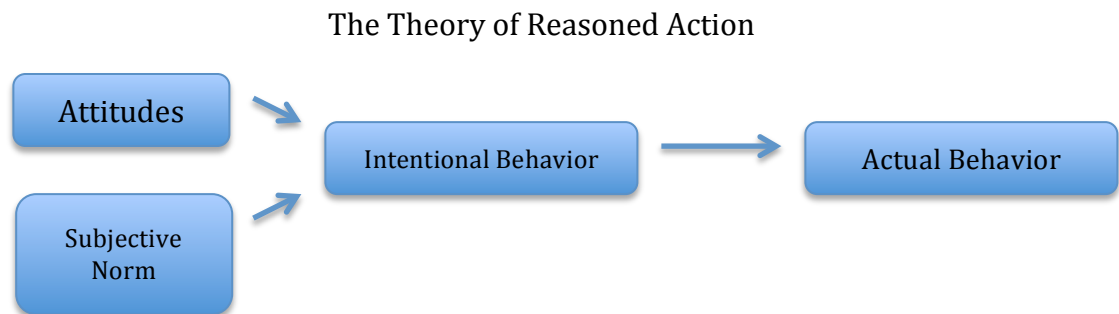 The Theory of Reasoned Action
Attitudes
Intentional Behavior
Actual Behavior
Subjective
Norm